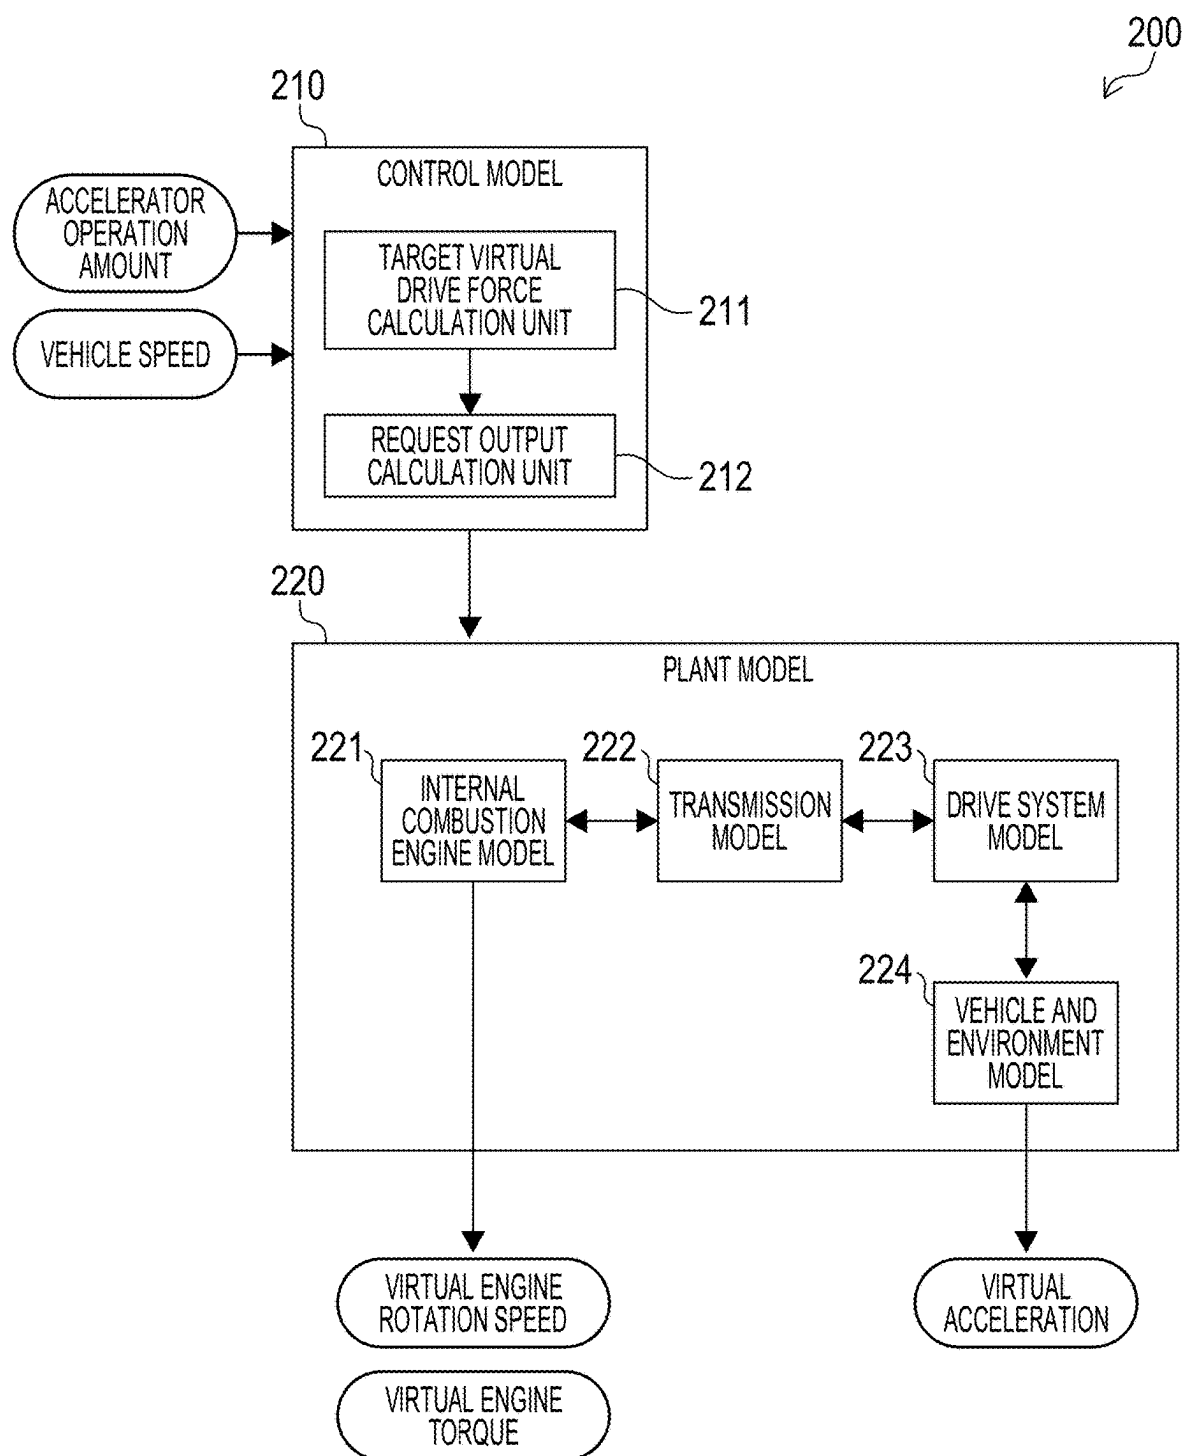 200
210
CONTROL MODEL
ACCELERATOR
OPERATION
AMOUNT
TARGET VIRTUAL
DRIVE FORCE
CALCULATION UNIT
211
VEHICLE SPEED
REQUEST OUTPUT
CALCULATION UNIT
212
220
PLANT MODEL
221
INTERNAL
COMBUSTION
ENGINE MODEL
222
TRANSMISSION
MODEL
223
DRIVE SYSTEM
MODEL
224
VEHICLE AND
ENVIRONMENT
MODEL
VIRTUAL ENGINE
ROTATION SPEED
VIRTUAL
ACCELERATION
VIRTUAL ENGINE
TORQUE